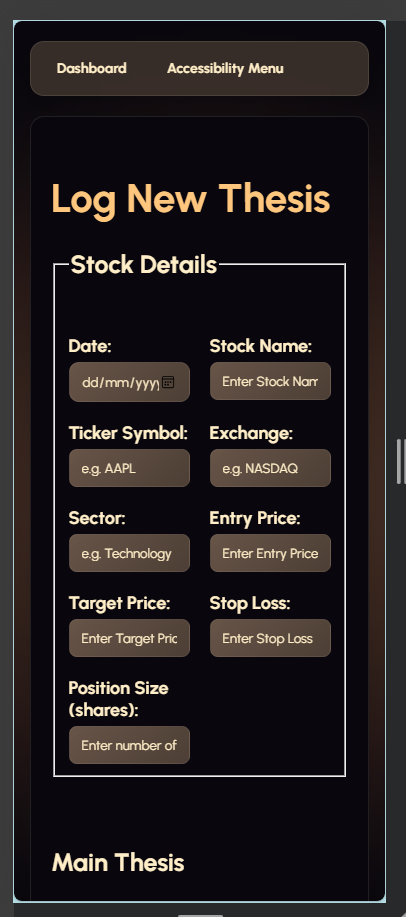 Dashboard Accessibility Menu
Log New Thesis
Stock Details
Date: Stock Name:
dd/mm/yyyy Enter Stock Nam
Ticker Symbol: Exchange:
e.g. AAPL e.g. NASDAQ
Sector: Entry Price:
e.g. Technology Enter Entry Price
Target Price: Stop Loss:
Enter Target Pric Enter Stop Loss
Position Size
(shares):
Enter number of
Main Thesis